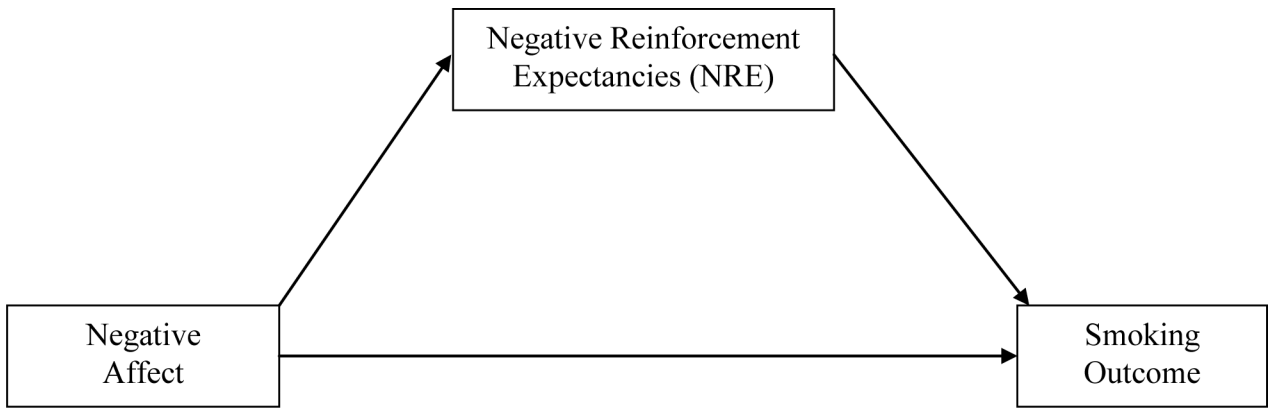 Negative Reinforcement
Expectancies (NRE)
Negative
Affect
Smoking
Outcome